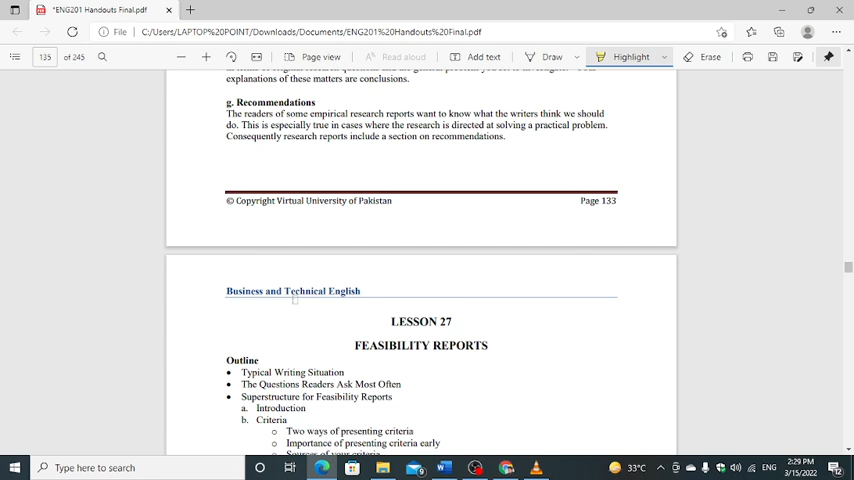 *ENG201 Handouts Final.pdf
File
C:/Users/LAPTOP%20POINT/Downloads/Documents/ENG201%20Handouts%20Final.pdf
135 of 245
Page view
Read aloud
Add text
Draw
Highlight
Erase
explanations of these matters are conclusions.
g. Recommendations
The readers of some empirical research reports want to know what the writers think we should
do. This is especially true in cases where the research is directed at solving a practical problem.
Consequently research reports include a section on recommendations.
© Copyright Virtual University of Pakistan Page 133
Business and Technical English
LESSON 27
FEASIBILITY REPORTS
Outline
• Typical Writing Situation
• The Questions Readers Ask Most Often
• Superstructure for Feasibility Reports
a. Introduction
b. Criteria
o Two ways of presenting criteria
o Importance of presenting criteria early
o Sources of your criteria
Type here to search
9
33°C
ENG
2:29 PM
3/15/2022
12